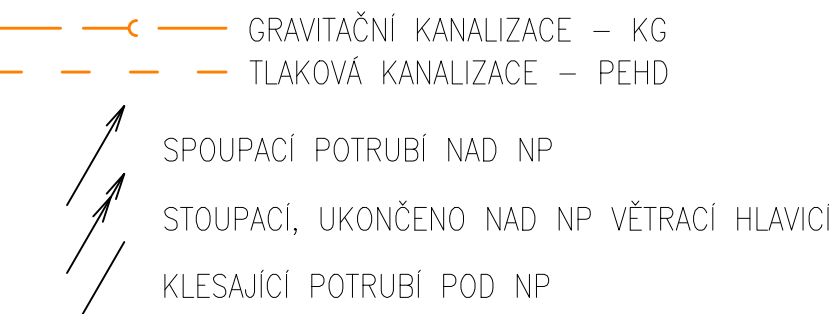 GRAVITAČNÍ KANALIZACE – KG
TLAKOVÁ KANALIZACE – PEHD
SPOUPACÍ POTRUBÍ NAD NP
STOUPACÍ, UKONČENO NAD NP VĚTRACÍ HLAVICÍ
KLESAJÍCÍ POTRUBÍ POD NP